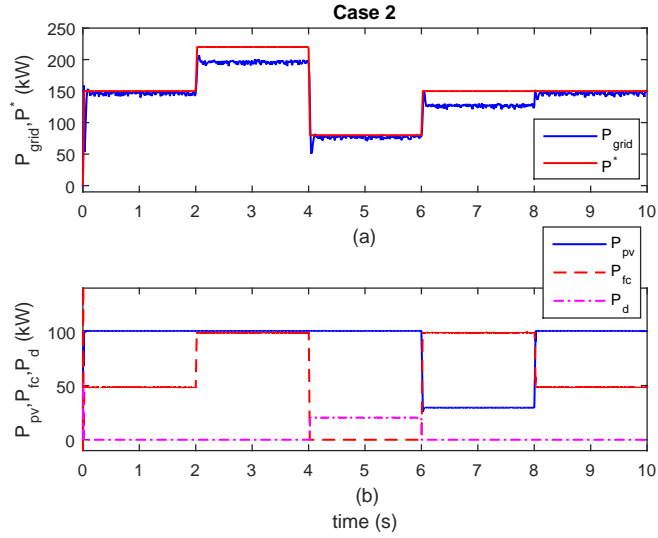 Case 2
250
200
150
100
50
0
P_grid,P^* (kW)
P_grid
P^*
0 1 2 3 4 5 6 7 8 9 10
(a)
P_pv
P_fc
P_d
100
50
0
P_pv,P_fc,P_d (kW)
0 1 2 3 4 5 6 7 8 9 10
(b)
time (s)